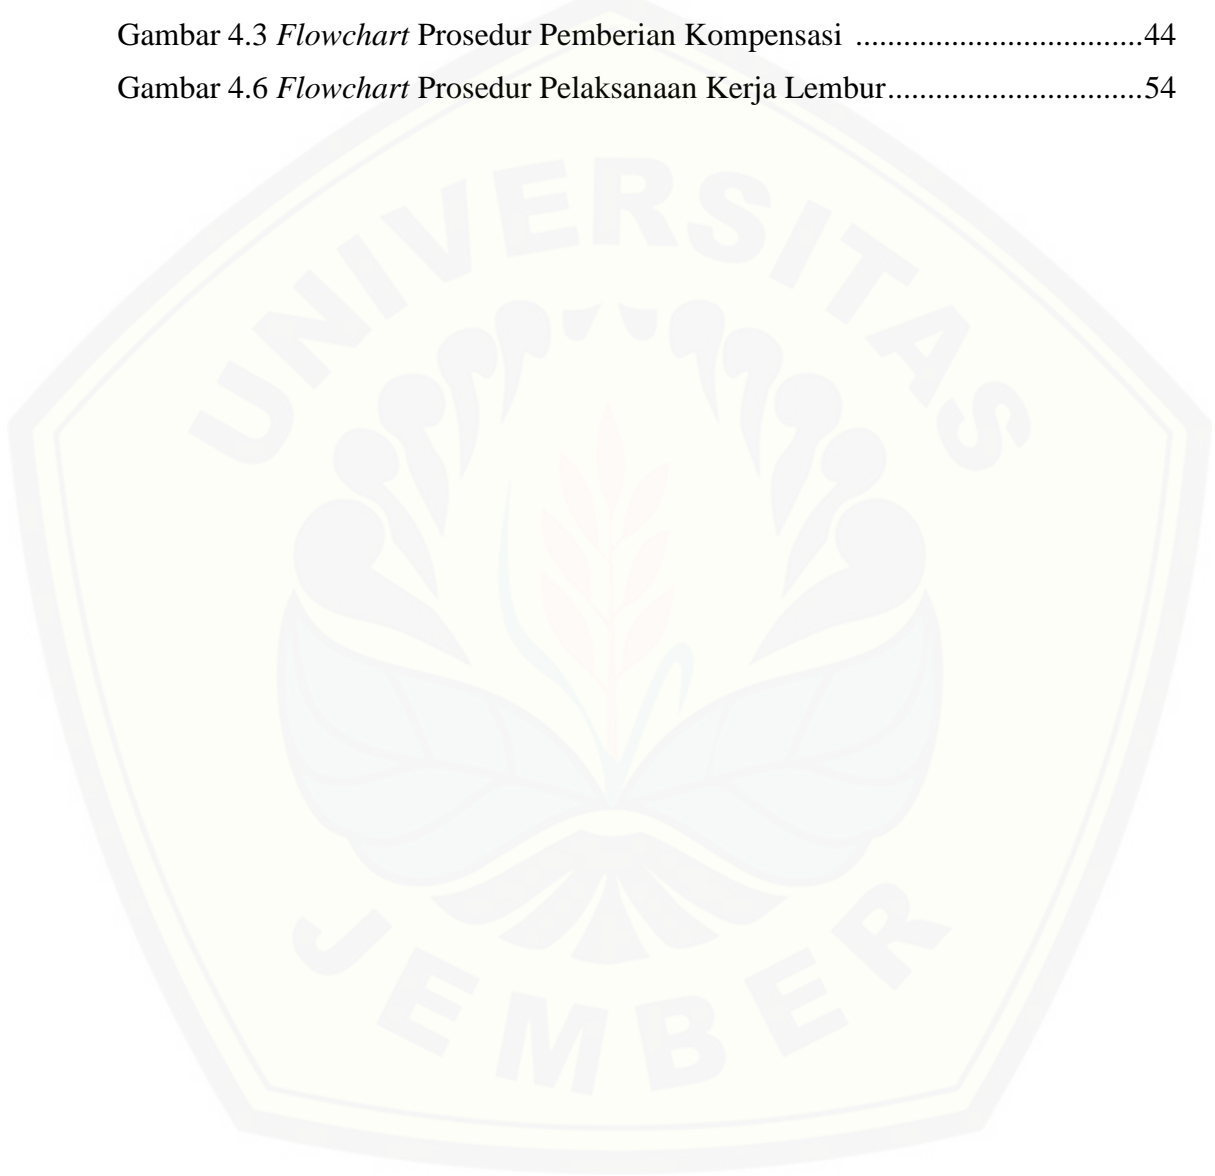 Gambar 4.3 Flowchart Prosedur Pemberian Kompensasi ....................................44
Gambar 4.6 Flowchart Prosedur Pelaksanaan Kerja Lembur................................54
UNIVERSITAS
JEMBER